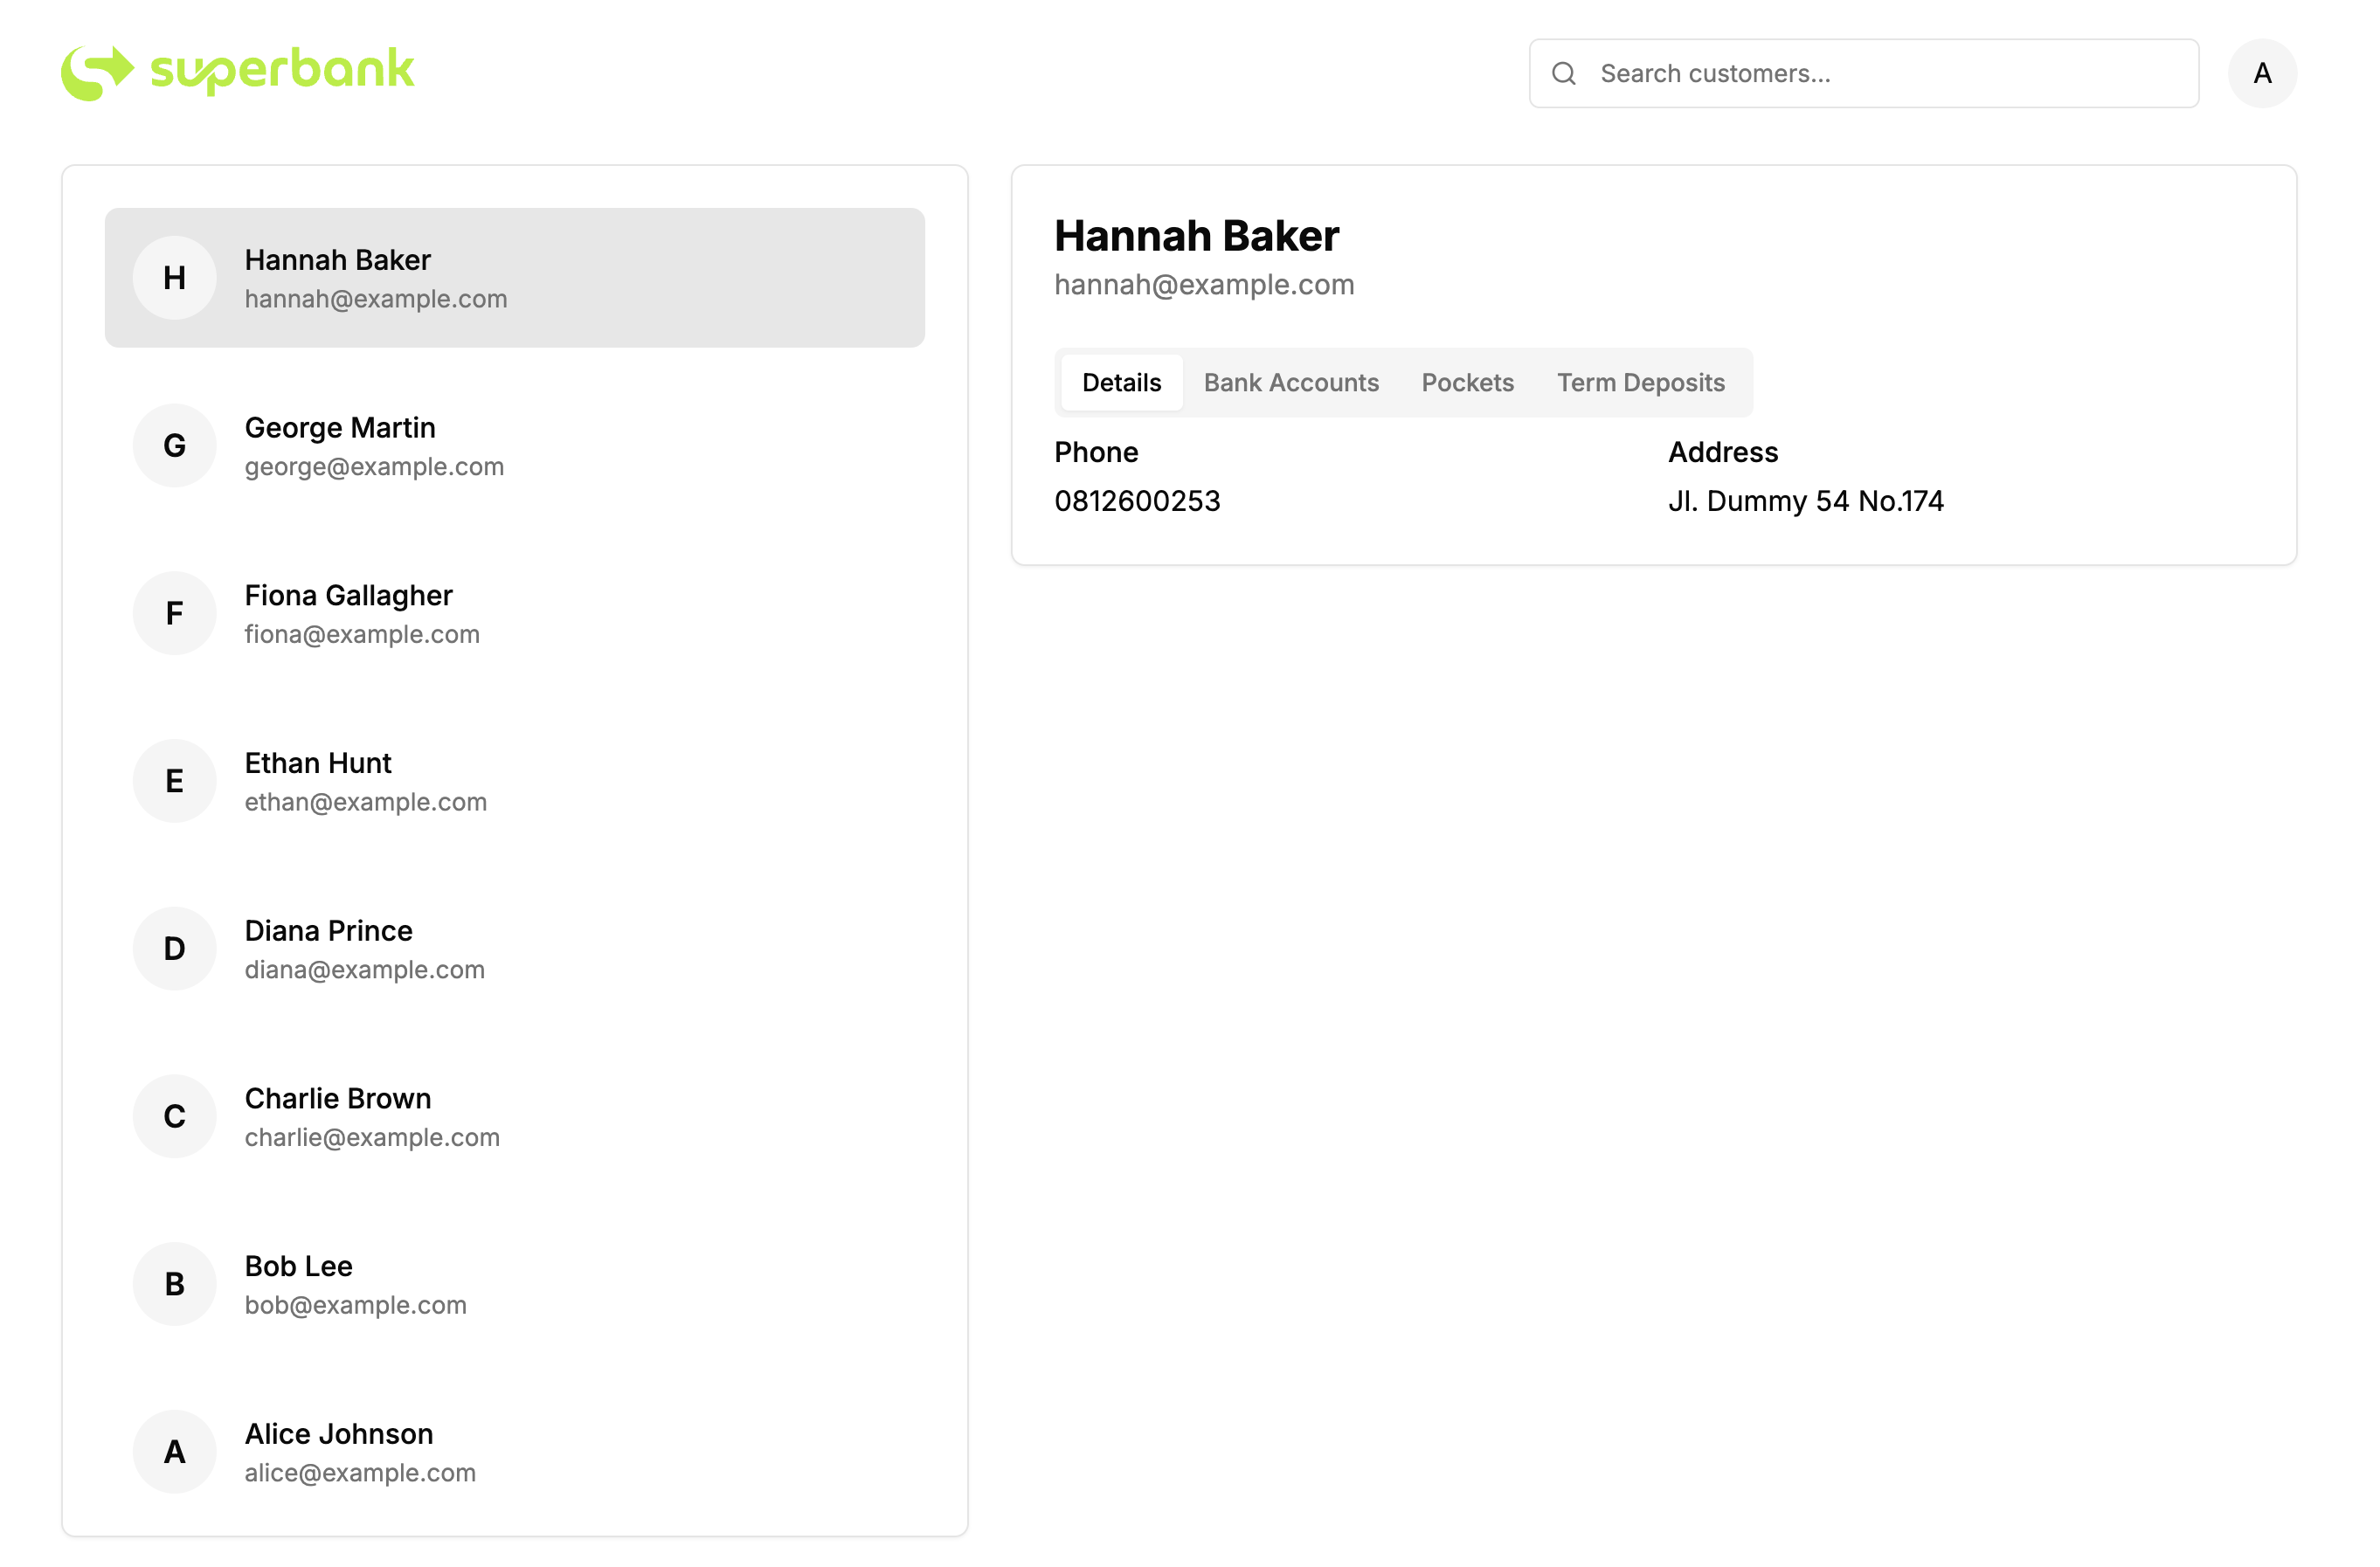 superbank
Search customers...
A
H
Hannah Baker
hannah@example.com
G
George Martin
george@example.com
F
Fiona Gallagher
fiona@example.com
E
Ethan Hunt
ethan@example.com
D
Diana Prince
diana@example.com
C
Charlie Brown
charlie@example.com
B
Bob Lee
bob@example.com
A
Alice Johnson
alice@example.com
Hannah Baker
hannah@example.com
Details Bank Accounts Pockets Term Deposits
Phone
0812600253
Address
Jl. Dummy 54 No.174